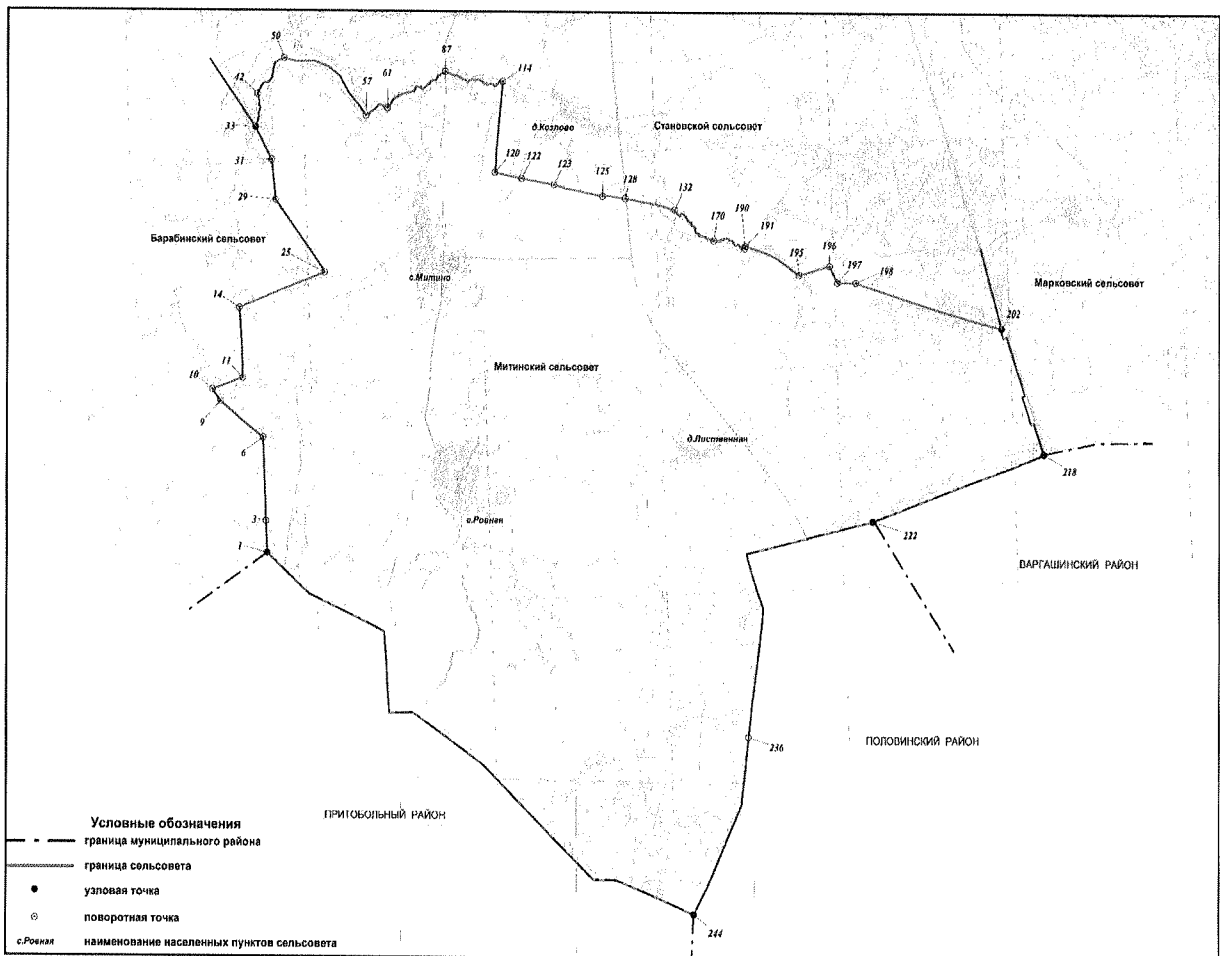 50
87
114
42
61
57
33
д.Козлово
Становской сельсовет
31
120
122
123
125
128
132
29
170
190
191
Барабинский сельсовет
196
195
197
198
25
с.Митино
Марковский сельсовет
14
202
11
Митинский сельсовет
10
9
6
д.Лиственная
218
3
с.Ровная
222
1
ВАРГАШИНСКИЙ РАЙОН
236
ПОЛОВИНСКИЙ РАЙОН
ПРИТОБОЛЬНЫЙ РАЙОН
Условные обозначения
граница муниципального района
граница сельсовета
узловая точка
поворотная точка
с.Ровная наименование населенных пунктов сельсовета
244